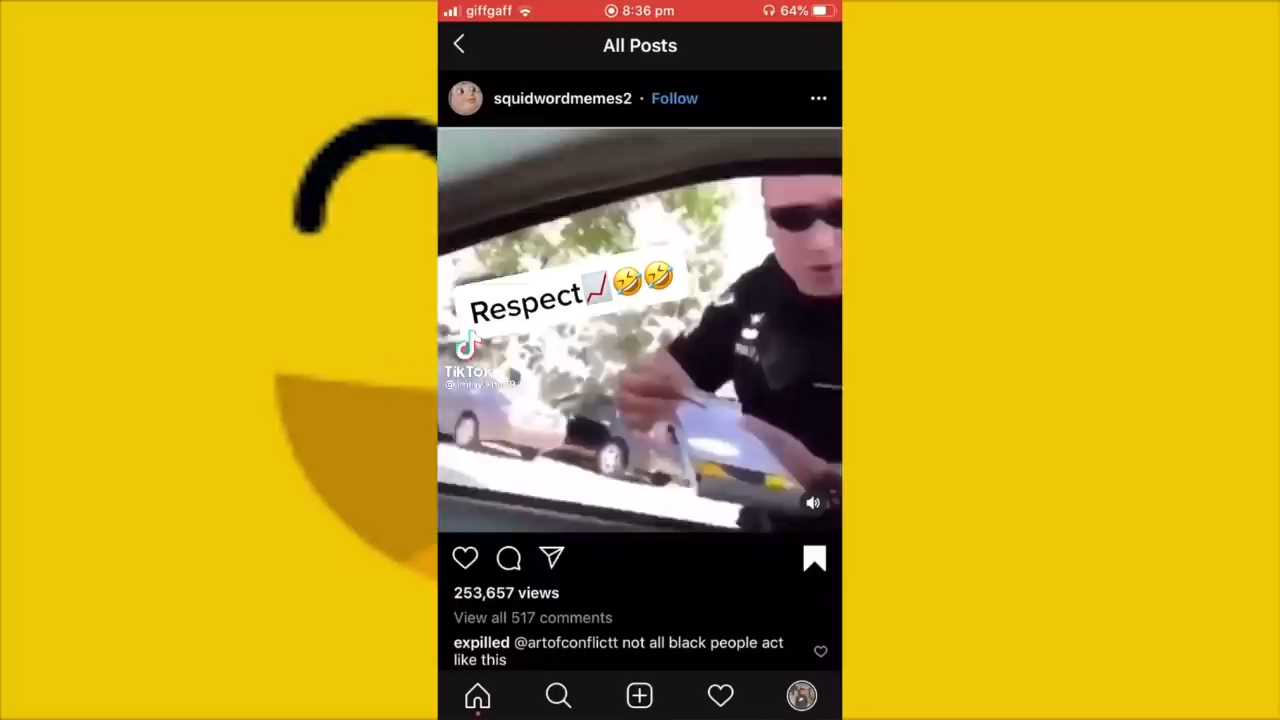 giffgaff
8:36 pm
64%
All Posts
squidwordmemes2 · Follow
Respect
TikTok
253,657 views
View all 517 comments
expilled @artofconflictt not all black people act
like this